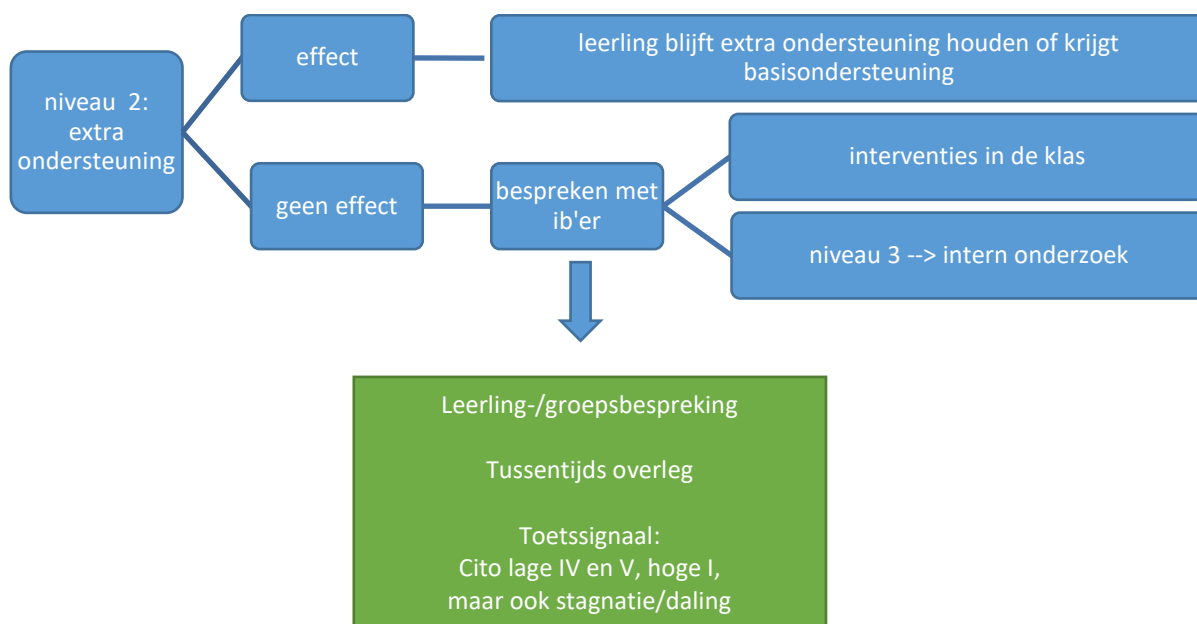 niveau 2:
extra
ondersteuning
effect
leerling blijft extra ondersteuning houden of krijgt
basisondersteuning
geen effect
bespreken met
ib'er
interventies in de klas
niveau 3 --> intern onderzoek
Leerling-/groepsbespreking
Tussentijds overleg
Toetssignaal:
Cito lage IV en V, hoge I,
maar ook stagnatie/daling